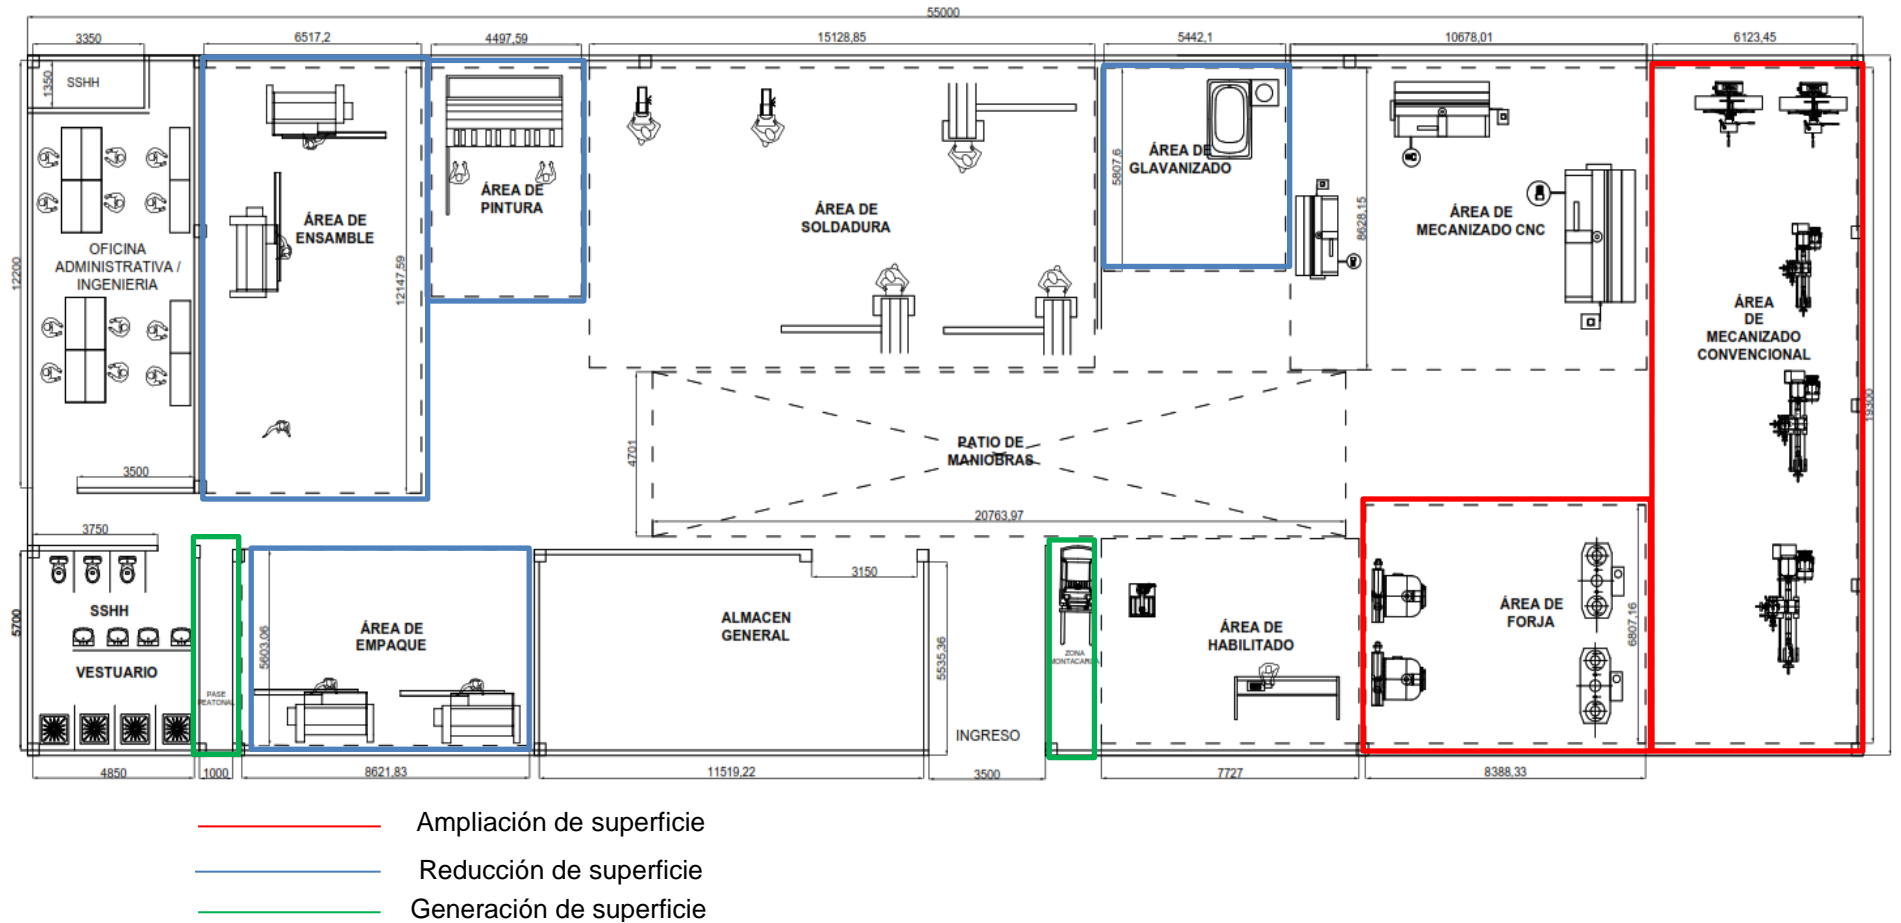 55000
3350
6517,2
4497,59
15128,85
5442,1
10678,01
6123,45
SSHH
1350
ÁREA DE
ENSAMBLE
ÁREA DE
PINTURA
ÁREA DE
SOLDADURA
ÁREA DE
GLAVANIZADO
5807,6
8628,15
ÁREA DE
MECANIZADO CNC
OFICINA
ADMINISTRATIVA /
INGENIERIA
12200
12147,59
ÁREA
DE
MECANIZADO
CONVENCIONAL
19300
4701
PATIO DE
MANIOBRAS
3500
20763,97
3750
3150
SSHH
5700
VESTUARIO
PASE
PEATONAL
5603,06
ÁREA DE
EMPAQUE
ALMACEN
GENERAL
5535,36
INGRESO
ZONA
MONTACARGA
ÁREA DE
HABILITADO
ÁREA DE
FORJA
6807,16
4850
1000
8621,83
11519,22
3500
7727
8388,33
Ampliación de superficie
Reducción de superficie
Generación de superficie